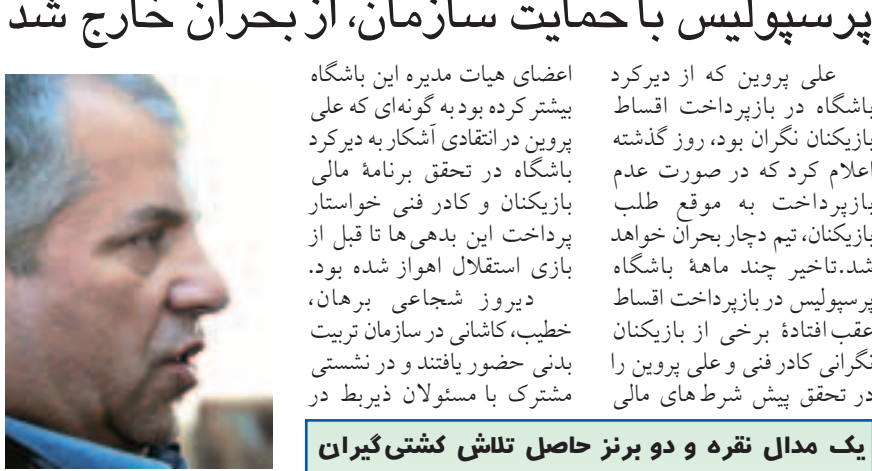 پرسپولیس با حمایت سازمان، از بحران خارج شد
علی پروین که از دیرکرد
باشگاه در بازپرداخت اقساط
بازیکنان نگران بود، روز گذشته
اعلام کرد که در صورت عدم
بازپرداخت به موقع طلب
بازیکنان، تیم دچار بحران خواهد
شد.تاخیر چند ماههٔ باشگاه
پرسپولیس در بازپرداخت اقساط
عقب افتادهٔ برخی از بازیکنان
نگرانی کادر فنی و علی پروین را
در تحقق پیش شرط‌های مالی
اعضای هیات مدیره این باشگاه
بیشتر کرده بود به گونه‌ای که علی
پروین در انتقادی آشکار به دیرکرد
باشگاه در تحقق برنامهٔ مالی
بازیکنان و کادر فنی خواستار
پرداخت این بدهی‌ها تا قبل از
بازی استقلال اهواز شده بود.
دیروز شجاعی برهان،
خطیب، کاشانی در سازمان تربیت
بدنی حضور یافتند و در نشستی
مشترک با مسئولان ذیربط در
یک مدال نقره و دو برنز حاصل تلاش کشتی‌گیران